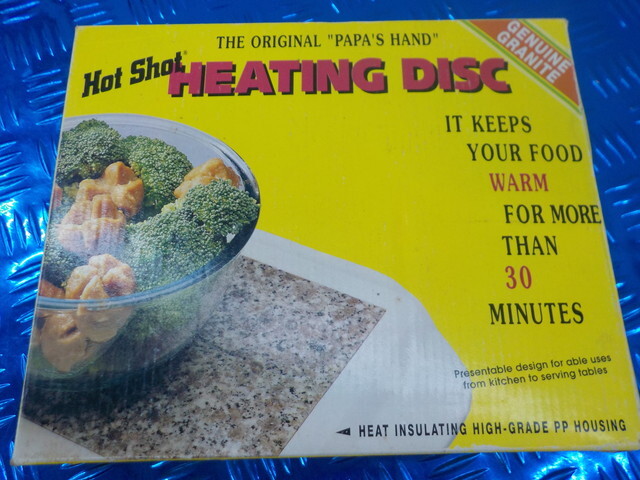 THE ORIGINAL "PAPA'S HAND"
Hot Shot® HEATING DISC
GENUINE
GRANITE
IT KEEPS
YOUR FOOD
WARM
FOR MORE
THAN
30
MINUTES
Presentable design for able uses
from kitchen to serving tables
HEAT INSULATING HIGH-GRADE PP HOUSING